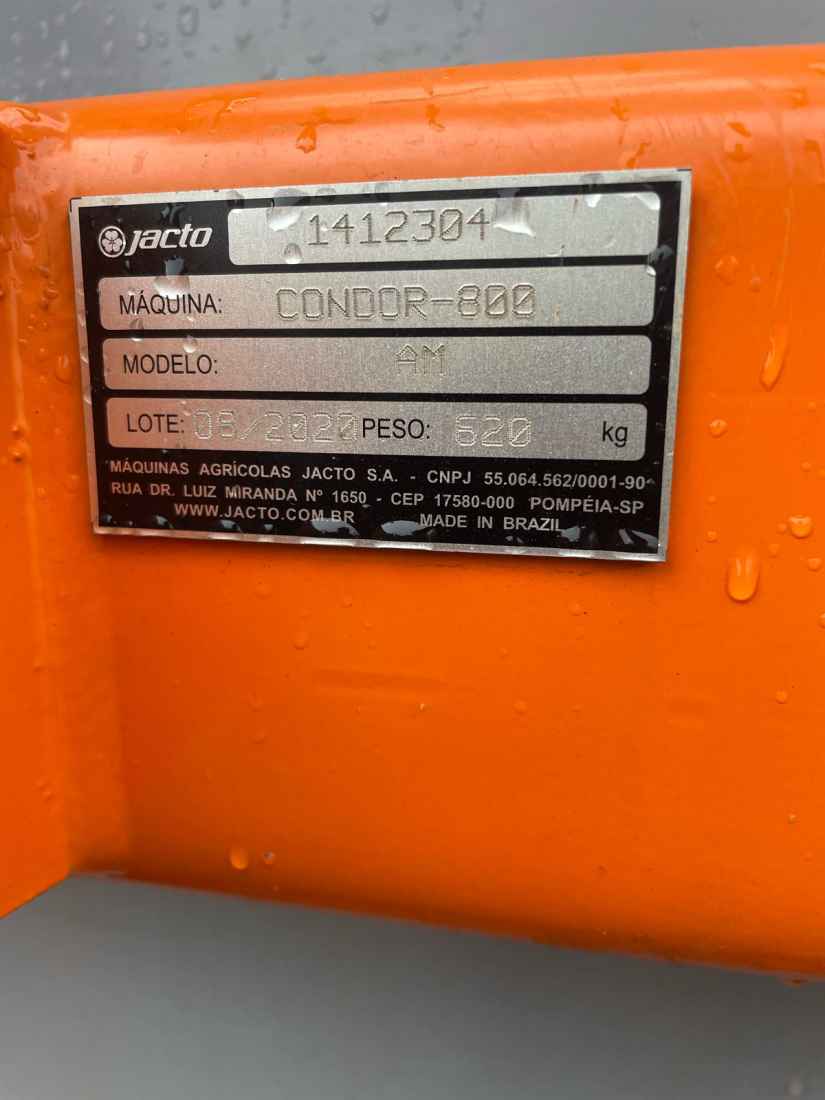 jacto 1412304
MÁQUINA: CONDOR-800
MODELO: AM
LOTE: 08/2020 PESO: 620 kg
MÁQUINAS AGRÍCOLAS JACTO S.A. - CNPJ 55.064.562/0001-90
RUA DR. LUIZ MIRANDA Nº 1650 - CEP 17580-000 POMPÉIA-SP
WWW.JACTO.COM.BR MADE IN BRAZIL